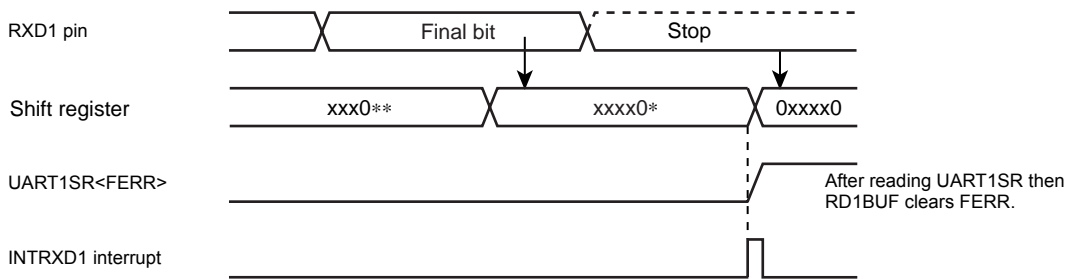 RXD1 pin
Final bit
Stop
Shift register
xxx0**
xxxx0*
0xxxx0
UART1SR<FERR>
After reading UART1SR then
RD1BUF clears FERR.
INTRXD1 interrupt